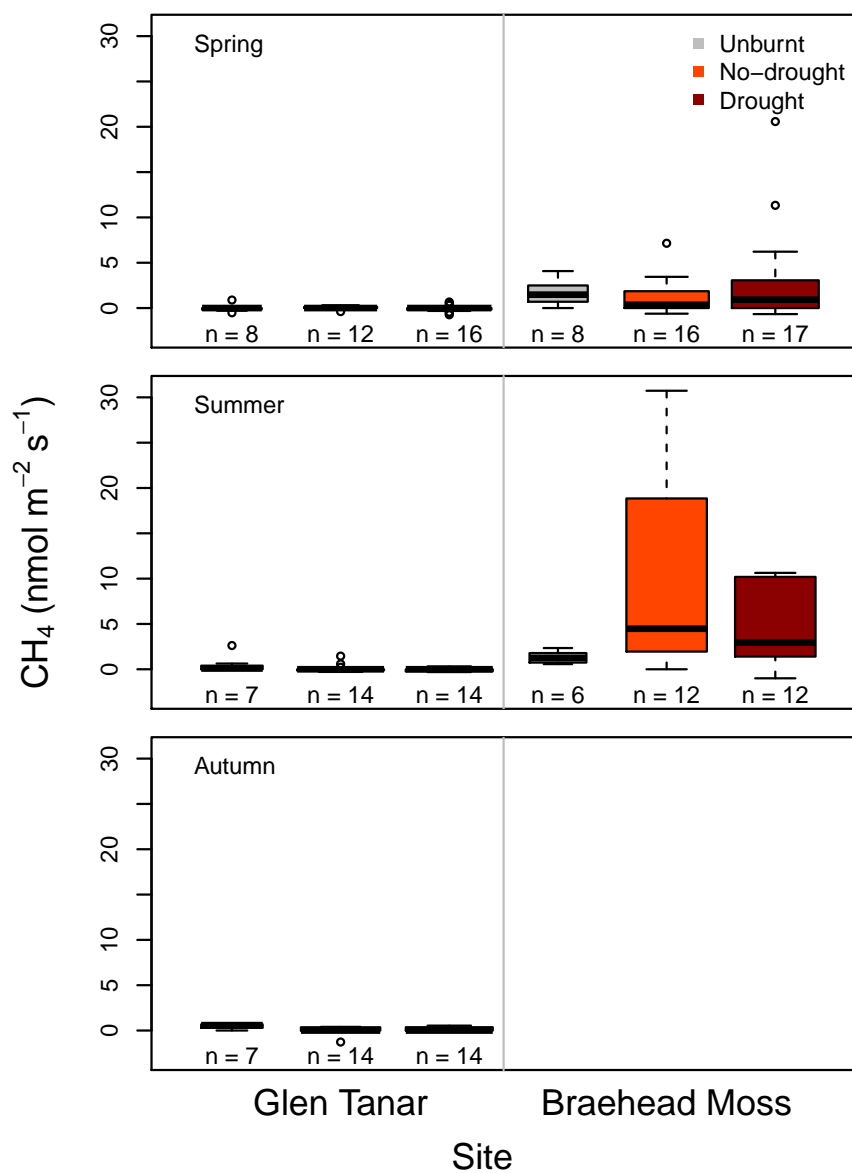 CH₄ (nmol m⁻² s⁻¹)
Spring
Unburnt
No−drought
Drought
30
20
10
5
0
n = 8 n = 12 n = 16 n = 8 n = 16 n = 17
Summer
30
20
10
5
0
n = 7 n = 14 n = 14 n = 6 n = 12 n = 12
Autumn
30
20
10
5
0
n = 7 n = 14 n = 14
Glen Tanar Braehead Moss
Site